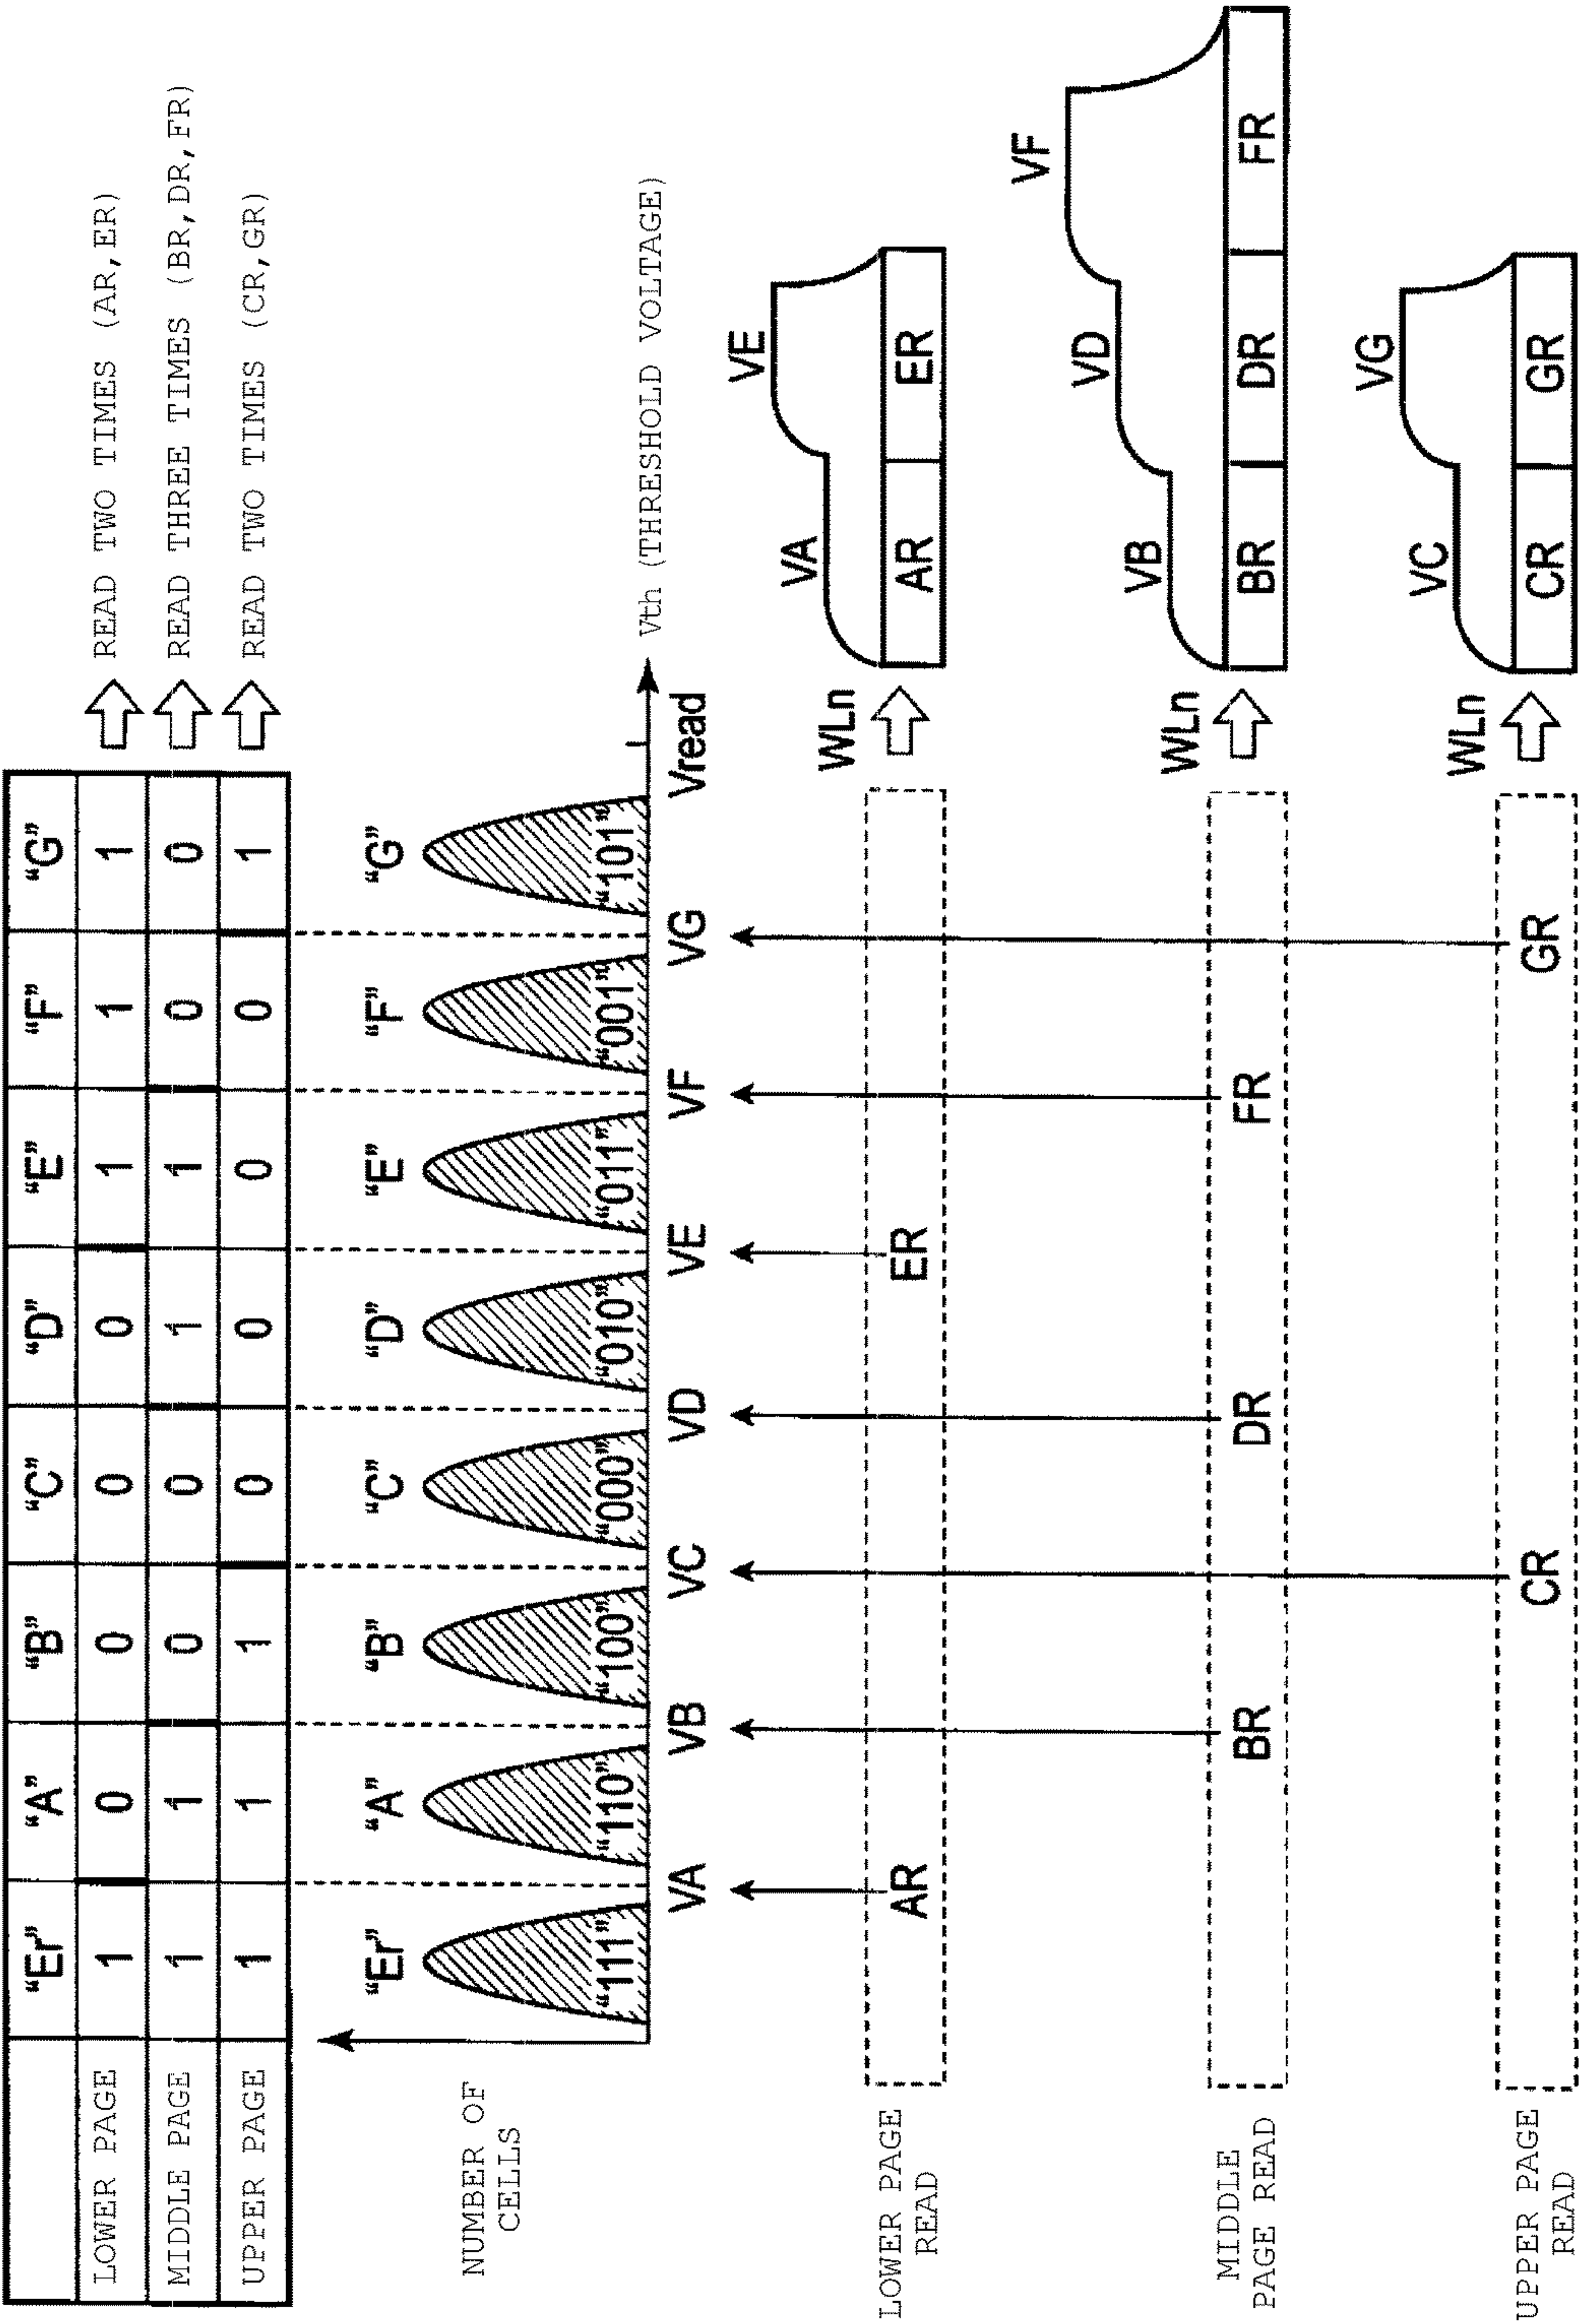 "Er" "A" "B" "C" "D" "E" "F" "G"
LOWER PAGE 1 0 0 0 0 1 1 1 READ TWO TIMES (AR,ER)
MIDDLE PAGE 1 1 0 0 1 1 0 0 READ THREE TIMES (BR,DR,FR)
UPPER PAGE 1 1 1 0 0 0 0 1 READ TWO TIMES (CR,GR)
"Er" "A" "B" "C" "D" "E" "F" "G"
NUMBER OF
CELLS
"111" "110" "100" "000" "010" "011" "001" "101"
Vth (THRESHOLD VOLTAGE)
VA VB VC VD VE VF VG Vread
VA VE
WLn
LOWER PAGE
READ
AR ER
AR ER
VB VD VF
WLn
MIDDLE
PAGE READ
BR DR FR
BR DR FR
VC VG
WLn
UPPER PAGE
READ
CR GR
CR GR